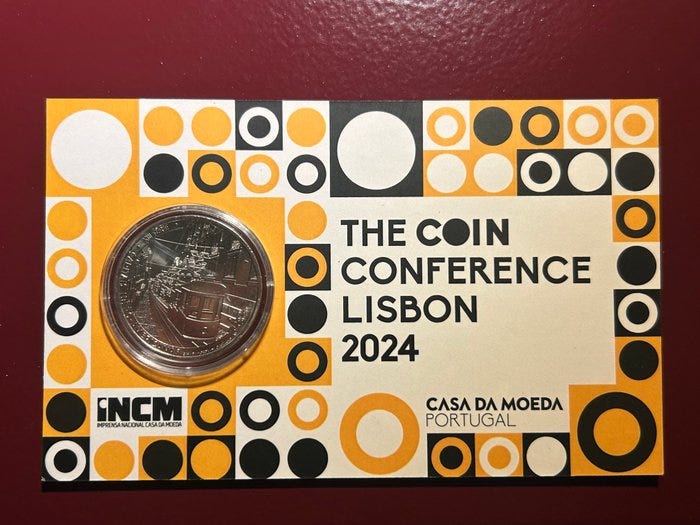 THE COIN
CONFERENCE
LISBON
2024
iNCM
IMPRENSA NACIONAL CASA DA MOEDA
CASA DA MOEDA
PORTUGAL